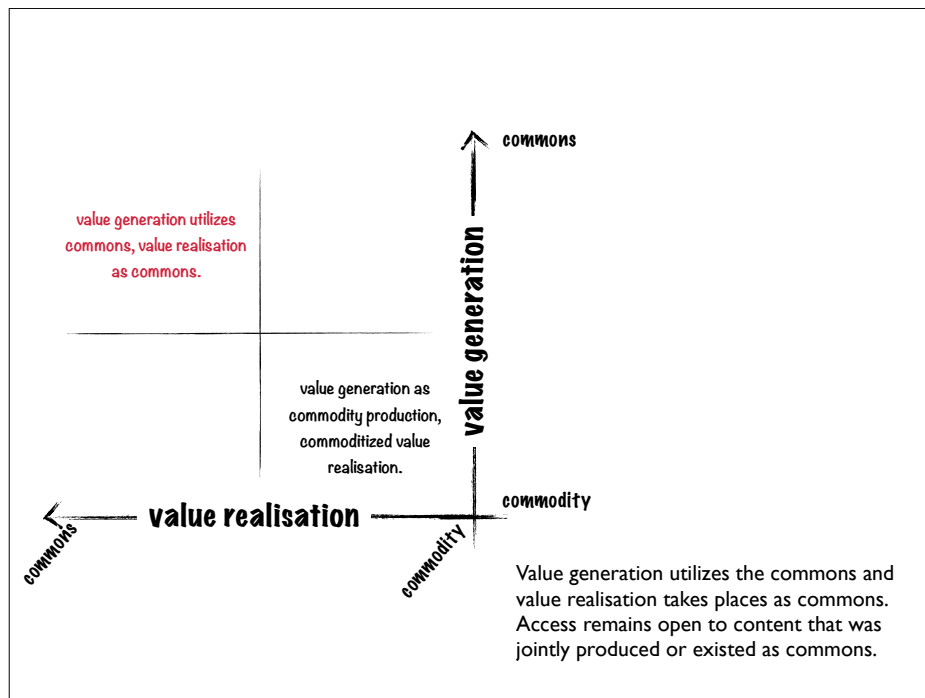 commons
value generation utilizes
commons, value realisation
as commons.
value generation
value generation as
commodity production,
commoditized value
realisation.
commodity
value realisation
commons
commodity
Value generation utilizes the commons and
value realisation takes places as commons.
Access remains open to content that was
jointly produced or existed as commons.